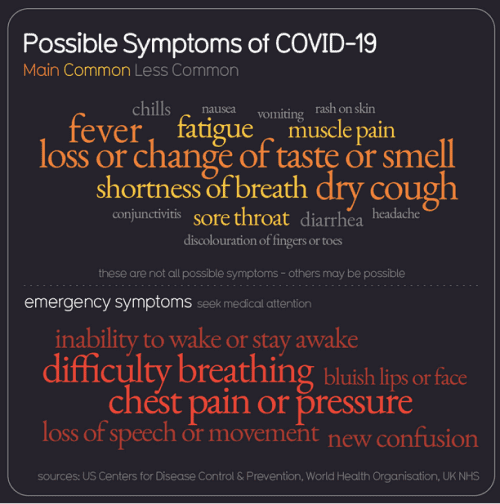 Possible Symptoms of COVID-19
Main Common Less Common
chills nausea vomiting rash on skin
fever fatigue muscle pain
loss or change of taste or smell
shortness of breath dry cough
conjunctivitis sore throat diarrhea headache
discolouration of fingers or toes
these are not all possible symptoms - others may be possible
emergency symptoms seek medical attention
inability to wake or stay awake
difficulty breathing bluish lips or face
chest pain or pressure
loss of speech or movement new confusion
sources: US Centers for Disease Control & Prevention, World Health Organisation, UK NHS